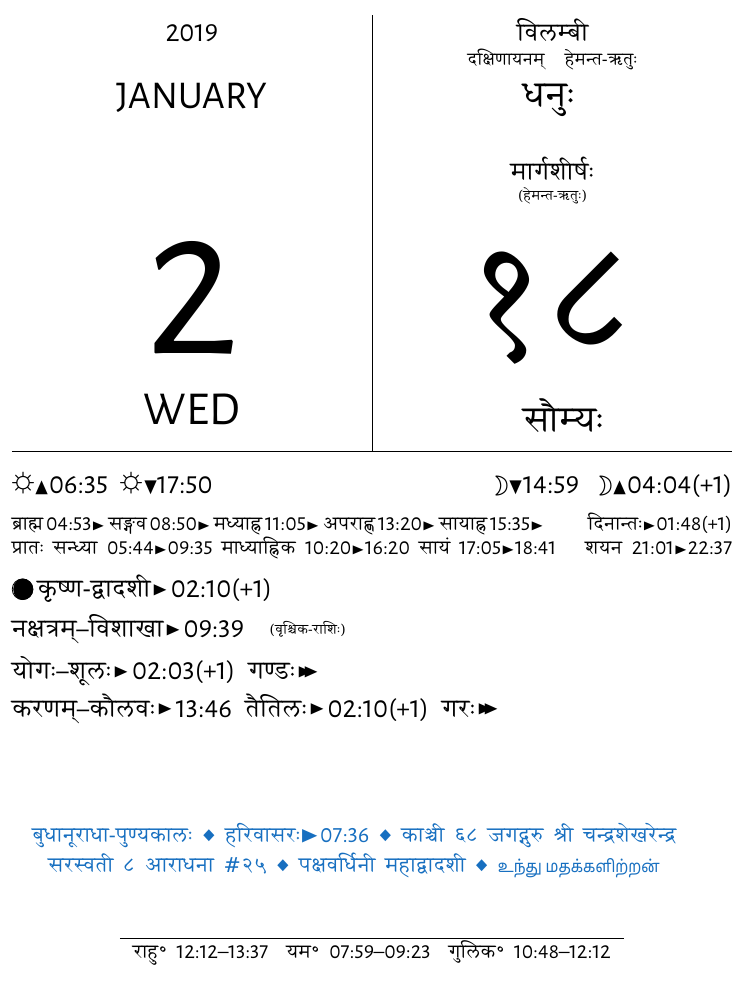 2019
JANUARY
2
WED
विलम्बी
दक्षिणायनम् हेमन्त-ऋतुः
धनुः
मार्गशीर्षः
(हेमन्त-ऋतुः)
१८
सौम्यः
☼▲06:35 ☼▼17:50 ☽▼14:59 ☽▲04:04(+1)
ब्राह्म 04:53► सङ्गव 08:50► मध्याह्न 11:05► अपराह्ण 13:20► सायाह्न 15:35► दिनान्तः►01:48(+1)
प्रातः सन्ध्या 05:44►09:35 माध्याह्निक 10:20►16:20 सायं 17:05►18:41 शयन 21:01►22:37
कृष्ण-द्वादशी► 02:10(+1)
नक्षत्रम्–विशाखा► 09:39 (वृश्चिक-राशिः)
योगः–शूलः► 02:03(+1) गण्डः►►
करणम्–कौलवः►13:46 तैतिलः►02:10(+1) गरः►►
बुधानूराधा-पुण्यकालः ◆ हरिवासरः►07:36 ◆ काञ्ची ६८ जगद्गुरु श्री चन्द्रशेखरेन्द्र
सरस्वती ८ आराधना #२५ ◆ पक्षवर्धिनी महाद्वादशी ◆ உந்து மதக்களிற்றன்
राहु° 12:12–13:37 यम° 07:59–09:23 गुलिक° 10:48–12:12